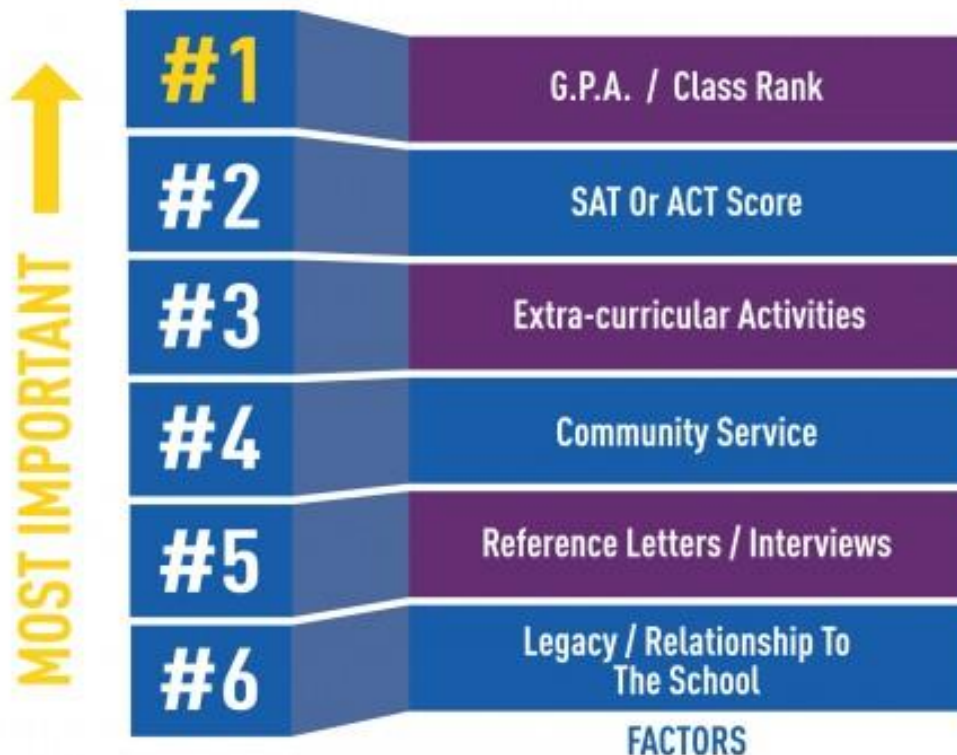 MOST IMPORTANT
#1
G.P.A. / Class Rank
#2
SAT Or ACT Score
#3
Extra-curricular Activities
#4
Community Service
#5
Reference Letters / Interviews
#6
Legacy / Relationship To
The School
FACTORS